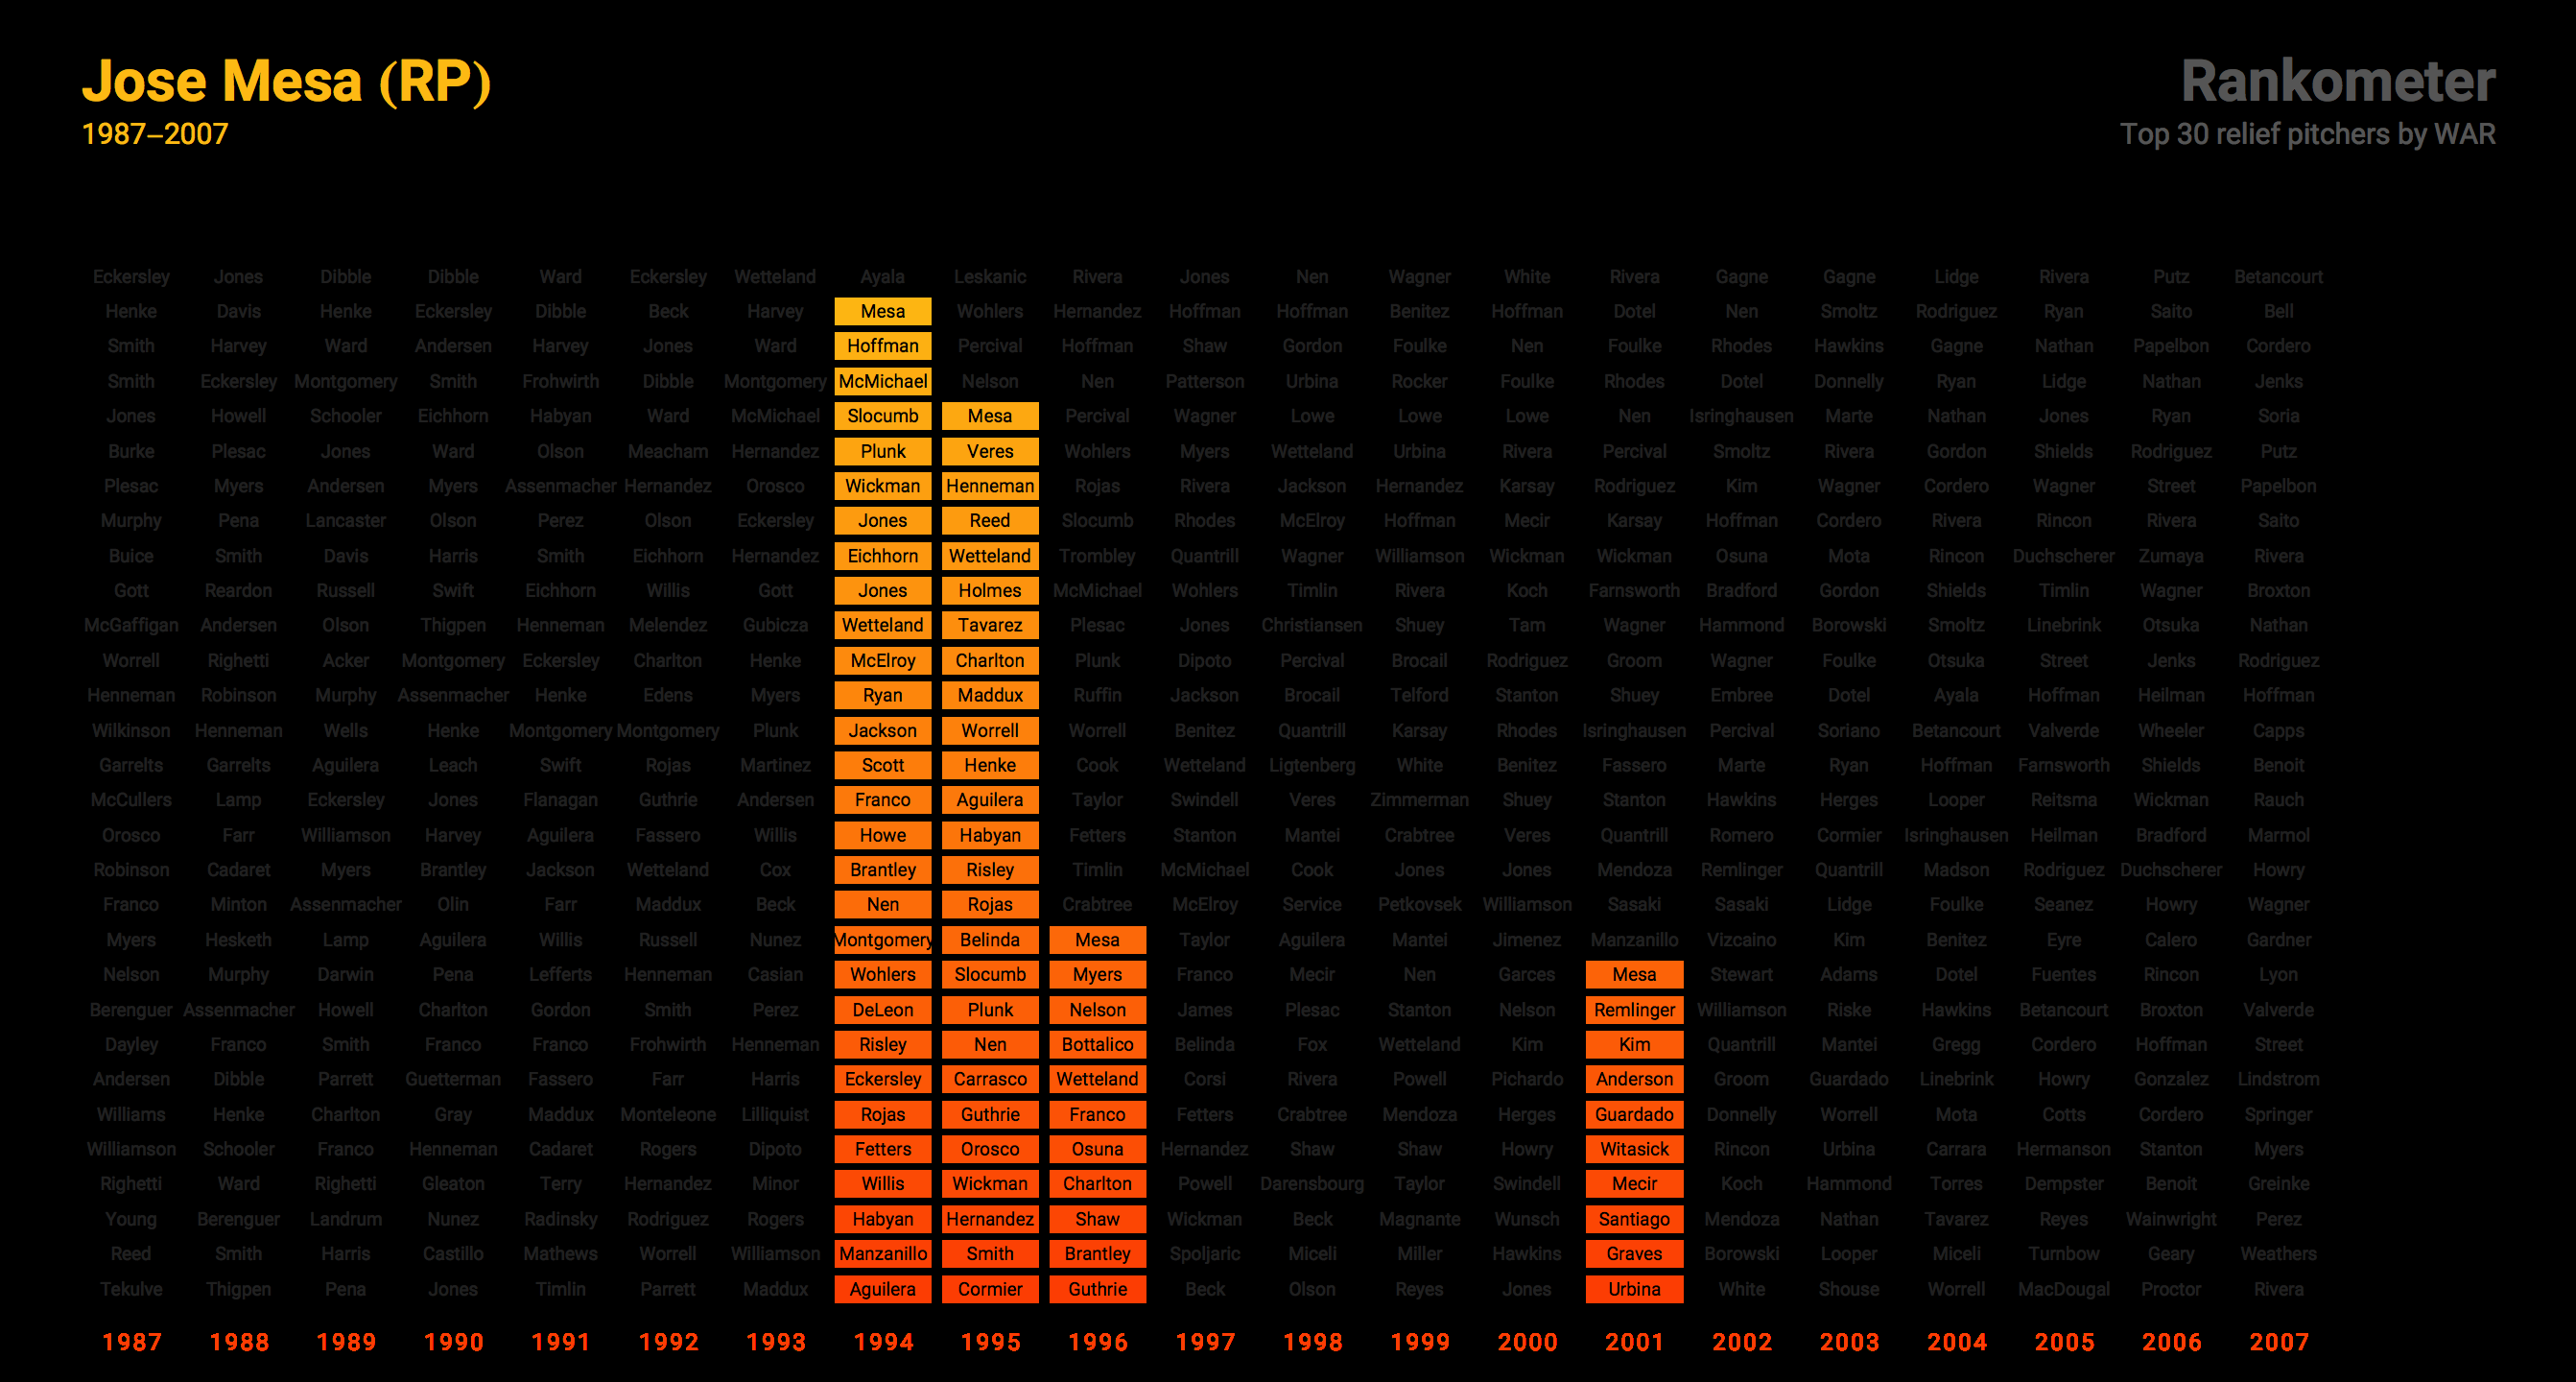 Jose Mesa (RP)
1987–2007
Rankometer
Top 30 relief pitchers by WAR
Eckersley Jones Dibble Dibble Ward Eckersley Wetteland Ayala Leskanic Rivera Jones Nen Wagner White Rivera Gagne Gagne Lidge Rivera Putz Betancourt
Henke Davis Henke Eckersley Dibble Beck Harvey Mesa Wohlers Hernandez Hoffman Hoffman Benitez Hoffman Dotel Nen Smoltz Rodriguez Ryan Saito Bell
Smith Harvey Ward Andersen Harvey Jones Ward Hoffman Percival Hoffman Shaw Gordon Foulke Nen Foulke Rhodes Hawkins Gagne Nathan Papelbon Cordero
Smith Eckersley Montgomery Smith Frohwirth Dibble Montgomery McMichael Nelson Nen Patterson Urbina Rocker Foulke Rhodes Dotel Donnelly Ryan Lidge Nathan Jenks
Jones Howell Schooler Eichhorn Habyan Ward McMichael Slocumb Mesa Percival Wagner Lowe Lowe Lowe Nen Isringhausen Marte Nathan Jones Ryan Soria
Burke Plesac Jones Ward Olson Meacham Hernandez Plunk Veres Wohlers Myers Wetteland Urbina Rivera Percival Smoltz Rivera Gordon Shields Rodriguez Putz
Plesac Myers Andersen Myers Assenmacher Hernandez Orosco Wickman Henneman Rojas Rivera Jackson Hernandez Karsay Rodriguez Kim Wagner Cordero Wagner Street Papelbon
Murphy Pena Lancaster Olson Perez Olson Eckersley Jones Reed Slocumb Rhodes McElroy Hoffman Mecir Karsay Hoffman Cordero Rivera Rincon Rivera Saito
Buice Smith Davis Harris Smith Eichhorn Hernandez Eichhorn Wetteland Trombley Quantrill Wagner Williamson Wickman Wickman Osuna Mota Rincon Duchscherer Zumaya Rivera
Gott Reardon Russell Swift Eichhorn Willis Gott Jones Holmes McMichael Wohlers Timlin Rivera Koch Farnsworth Bradford Gordon Shields Timlin Wagner Broxton
McGaffigan Andersen Olson Thigpen Henneman Melendez Gubicza Wetteland Tavarez Plesac Jones Christiansen Shuey Tam Wagner Hammond Borowski Smoltz Linebrink Otsuka Nathan
Worrell Righetti Acker Montgomery Eckersley Charlton Henke McElroy Charlton Plunk Dipoto Percival Brocail Rodriguez Groom Wagner Foulke Otsuka Street Jenks Rodriguez
Henneman Robinson Murphy Assenmacher Henke Edens Myers Ryan Maddux Ruffin Jackson Brocail Telford Stanton Shuey Embree Dotel Ayala Hoffman Heilman Hoffman
Wilkinson Henneman Wells Henke Montgomery Montgomery Plunk Jackson Worrell Worrell Benitez Quantrill Karsay Rhodes Isringhausen Percival Soriano Betancourt Valverde Wheeler Capps
Garrelts Garrelts Aguilera Leach Swift Rojas Martinez Scott Henke Cook Wetteland Ligtenberg White Benitez Fassero Marte Ryan Hoffman Farnsworth Shields Benoit
McCullers Lamp Eckersley Jones Flanagan Guthrie Andersen Franco Aguilera Taylor Swindell Veres Zimmerman Shuey Stanton Hawkins Herges Looper Reitsma Wickman Rauch
Orosco Farr Williamson Harvey Aguilera Fassero Willis Howe Habyan Fetters Stanton Mantei Crabtree Veres Quantrill Romero Cormier Isringhausen Heilman Bradford Marmol
Robinson Cadaret Myers Brantley Jackson Wetteland Cox Brantley Risley Timlin McMichael Cook Jones Jones Mendoza Remlinger Quantrill Madson Rodriguez Duchscherer Howry
Franco Minton Assenmacher Olin Farr Maddux Beck Nen Rojas Crabtree McElroy Service Petkovsek Williamson Sasaki Sasaki Lidge Foulke Seanez Howry Wagner
Myers Hesketh Lamp Aguilera Willis Russell Nunez Montgomery Belinda Mesa Taylor Aguilera Mantei Jimenez Manzanillo Vizcaino Kim Benitez Eyre Calero Gardner
Nelson Murphy Darwin Pena Lefferts Henneman Casian Wohlers Slocumb Myers Franco Mecir Nen Garces Mesa Stewart Adams Dotel Fuentes Rincon Lyon
Berenguer Assenmacher Howell Charlton Gordon Smith Perez DeLeon Plunk Nelson James Plesac Stanton Nelson Remlinger Williamson Riske Hawkins Betancourt Broxton Valverde
Dayley Franco Smith Franco Franco Frohwirth Henneman Risley Nen Bottalico Belinda Fox Wetteland Kim Kim Quantrill Mantei Gregg Cordero Hoffman Street
Andersen Dibble Parrett Guetterman Fassero Farr Harris Eckersley Carrasco Wetteland Corsi Rivera Powell Pichardo Anderson Groom Guardado Linebrink Howry Gonzalez Lindstrom
Williams Henke Charlton Gray Maddux Monteleone Lilliquist Rojas Guthrie Franco Fetters Crabtree Mendoza Herges Guardado Donnelly Worrell Mota Cotts Cordero Springer
Williamson Schooler Franco Henneman Cadaret Rogers Dipoto Fetters Orosco Osuna Hernandez Shaw Shaw Howry Witasick Rincon Urbina Carrara Hermanson Stanton Myers
Righetti Ward Righetti Gleaton Terry Hernandez Minor Willis Wickman Charlton Powell Darensbourg Taylor Swindell Mecir Koch Hammond Torres Dempster Benoit Greinke
Young Berenguer Landrum Nunez Radinsky Rodriguez Rogers Habyan Hernandez Shaw Wickman Beck Magnante Wunsch Santiago Mendoza Nathan Tavarez Reyes Wainwright Perez
Reed Smith Harris Castillo Mathews Worrell Williamson Manzanillo Smith Brantley Spoljaric Miceli Miller Hawkins Graves Borowski Looper Miceli Turnbow Geary Weathers
Tekulve Thigpen Pena Jones Timlin Parrett Maddux Aguilera Cormier Guthrie Beck Olson Reyes Jones Urbina White Shouse Worrell MacDougal Proctor Rivera
1987 1988 1989 1990 1991 1992 1993 1994 1995 1996 1997 1998 1999 2000 2001 2002 2003 2004 2005 2006 2007